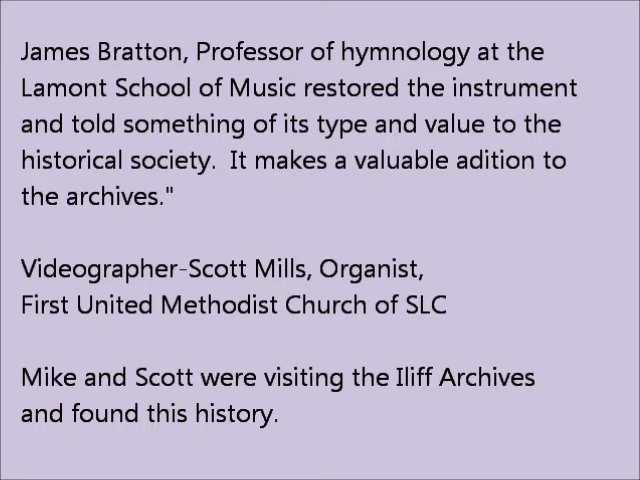 James Bratton, Professor of hymnology at the
Lamont School of Music restored the instrument
and told something of its type and value to the
historical society.  It makes a valuable adition to
the archives."
Videographer-Scott Mills, Organist,
First United Methodist Church of SLC
Mike and Scott were visiting the Iliff Archives
and found this history.